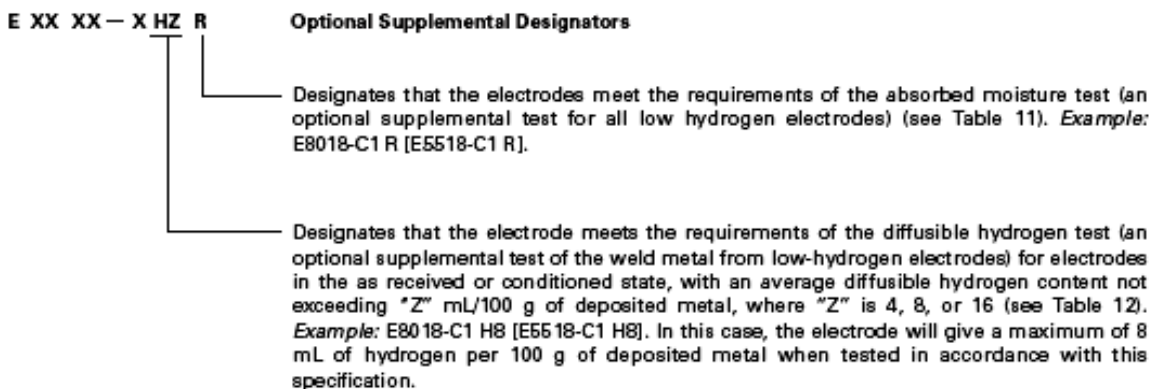 E XX XX — X HZ R Optional Supplemental Designators
Designates that the electrodes meet the requirements of the absorbed moisture test (an
optional supplemental test for all low hydrogen electrodes) (see Table 11). Example:
E8018-C1 R [E5518-C1 R].
Designates that the electrode meets the requirements of the diffusible hydrogen test (an
optional supplemental test of the weld metal from low-hydrogen electrodes) for electrodes
in the as received or conditioned state, with an average diffusible hydrogen content not
exceeding "Z" mL/100 g of deposited metal, where "Z" is 4, 8, or 16 (see Table 12).
Example: E8018-C1 H8 [E5518-C1 H8]. In this case, the electrode will give a maximum of 8
mL of hydrogen per 100 g of deposited metal when tested in accordance with this
specification.